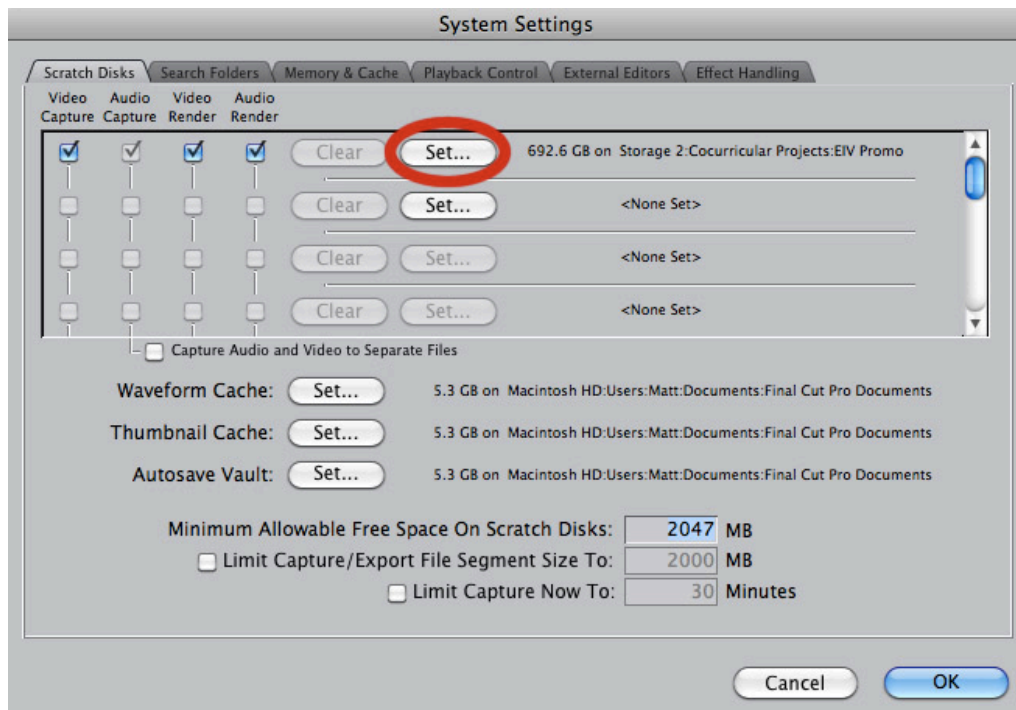 System Settings
Scratch Disks Search Folders Memory & Cache Playback Control External Editors Effect Handling
Video Audio Video Audio
Capture Capture Render Render
Clear Set... 692.6 GB on Storage 2:Cocurricular Projects:EIV Promo
Clear Set... <None Set>
Clear Set... <None Set>
Clear Set... <None Set>
Capture Audio and Video to Separate Files
Waveform Cache: Set... 5.3 GB on Macintosh HD:Users:Matt:Documents:Final Cut Pro Documents
Thumbnail Cache: Set... 5.3 GB on Macintosh HD:Users:Matt:Documents:Final Cut Pro Documents
Autosave Vault: Set... 5.3 GB on Macintosh HD:Users:Matt:Documents:Final Cut Pro Documents
Minimum Allowable Free Space On Scratch Disks: 2047 MB
Limit Capture/Export File Segment Size To: 2000 MB
Limit Capture Now To: 30 Minutes
Cancel OK